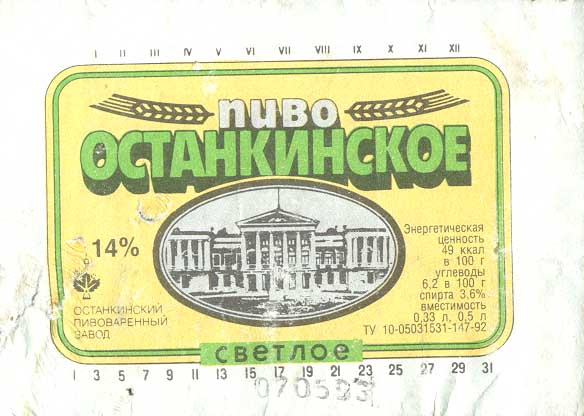 I II III IV V VI VII VIII IX X XI XII
пиво
ОСТАНКИНСКОЕ
14%
ОСТАНКИНСКИЙ
ПИВОВАРЕННЫЙ
ЗАВОД
Энергетическая
ценность
49 ккал
в 100 г
углеводы
6,2 в 100 г
спирта 3.6%
вместимость
0,33 л, 0,5 л
ТУ 10-05031531-147-92
светлое
1 3 5 7 9 11 13 15 17 19 21 23 25 27 29 31
070593